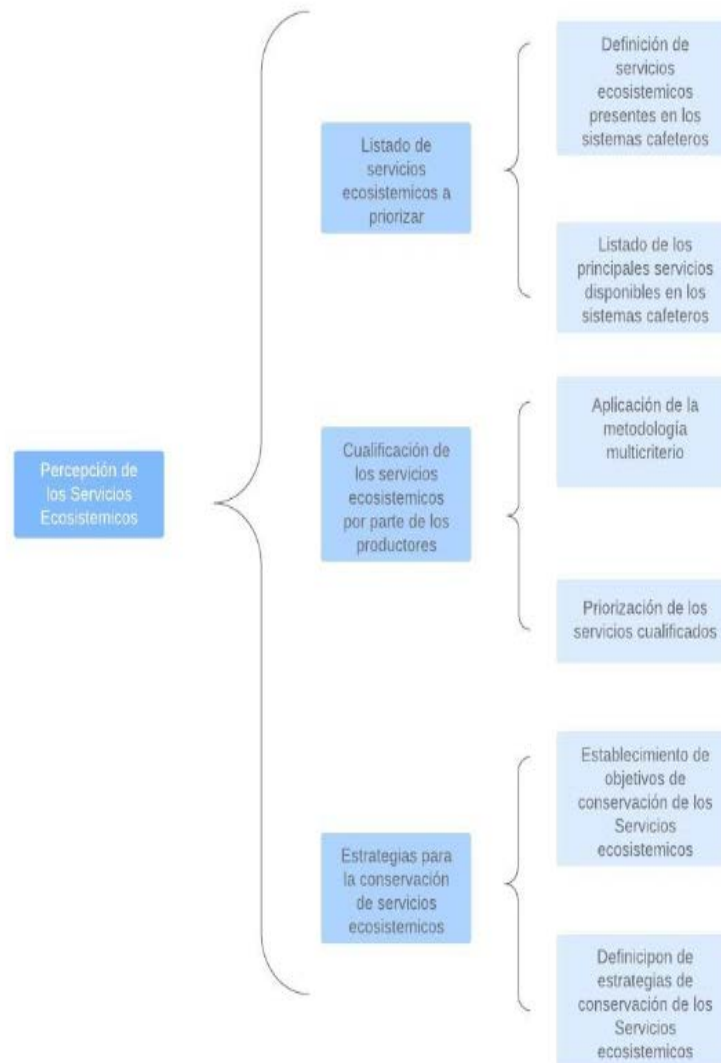 Percepción de
los Servicios
Ecosistemicos
Listado de
servicios
ecosistemicos a
priorizar
Definición de
servicios
ecosistemicos
presentes en los
sistemas cafeteros
Listado de los
principales servicios
disponibles en los
sistemas cafeteros
Cualificación de
los servicios
ecosistemicos
por parte de los
productores
Aplicación de la
metodología
multicriterio
Priorización de los
servicios cualificados
Estrategias para
la conservación
de servicios
ecosistemicos
Establecimiento de
objetivos de
conservación de los
Servicios
ecosistemicos
Definicipon de
estrategias de
conservación de los
Servicios
ecosistemicos